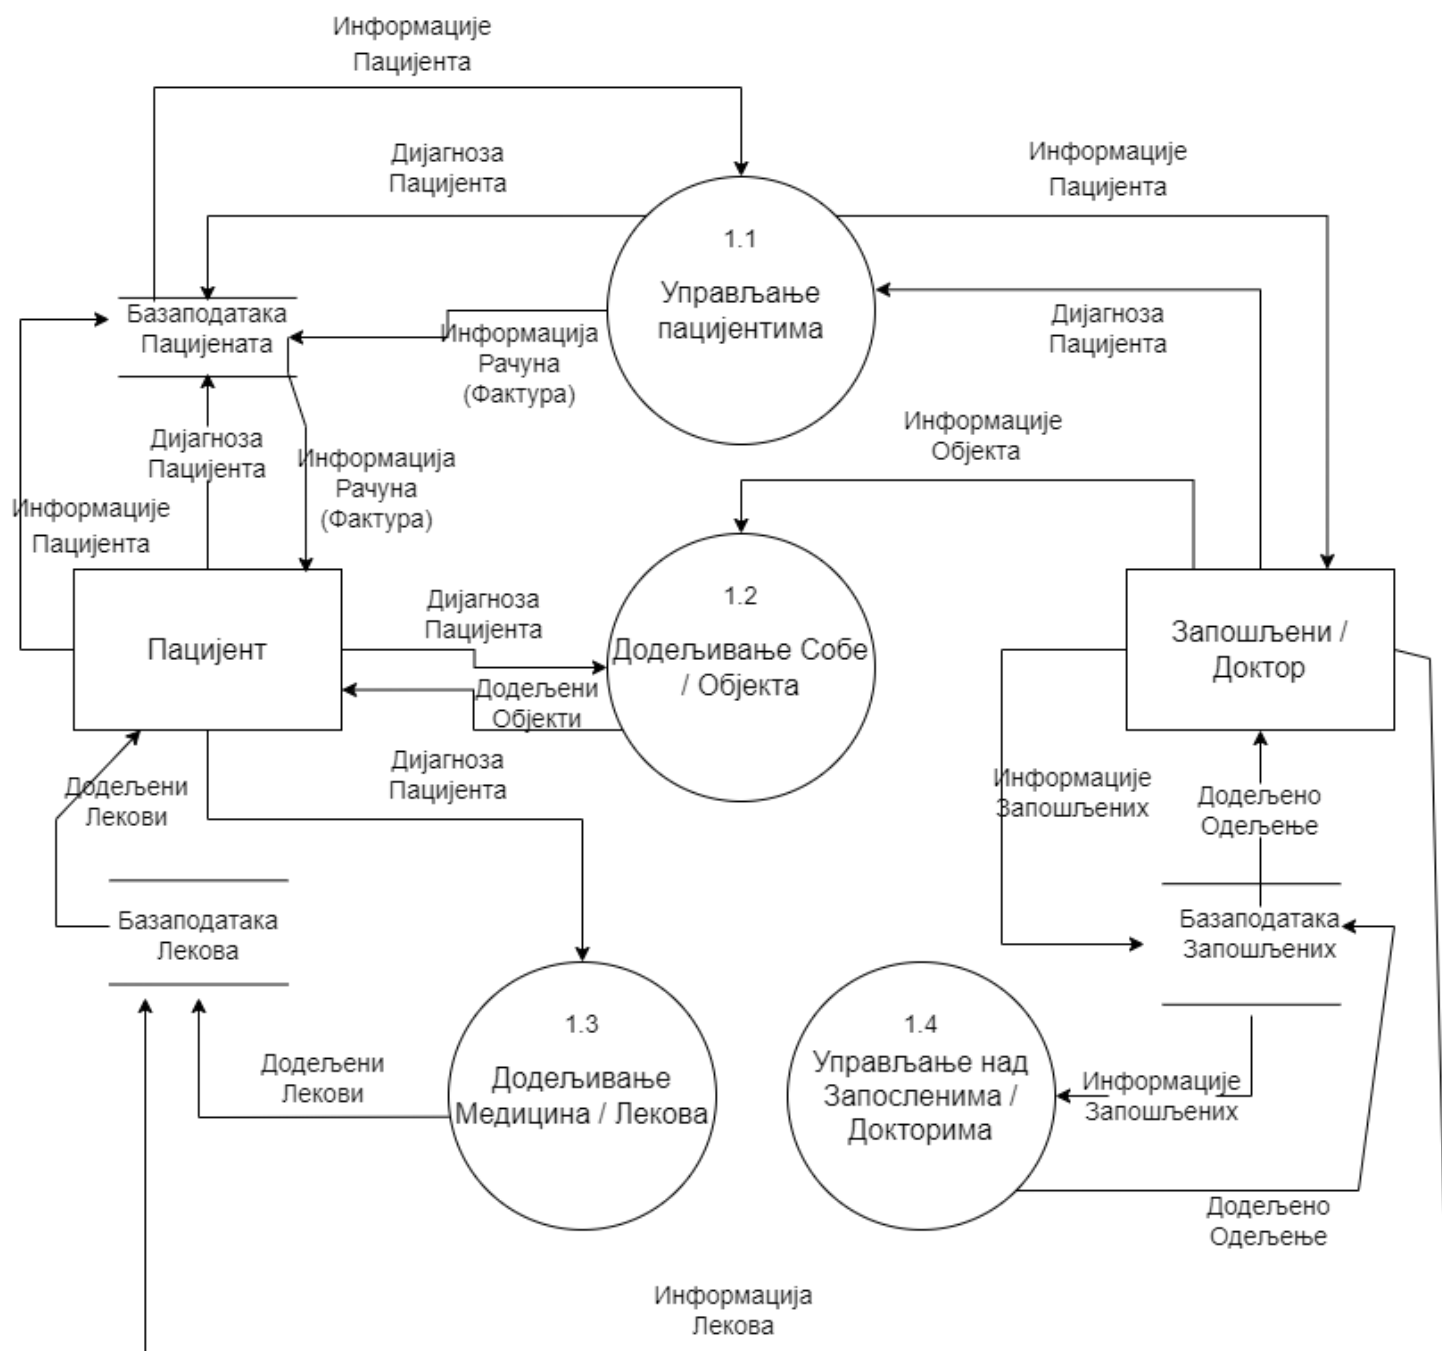 Информације
Пацијента
Дијагноза
Пацијента
Информације
Пацијента
1.1
Управљање
пацијентима
Базаподатака
Пацијената
Информација
Рачуна
(Фактура)
Дијагноза
Пацијента
Дијагноза
Пацијента
Информација
Рачуна
(Фактура)
Информације
Објекта
Информације
Пацијента
Пацијент
Дијагноза
Пацијента
1.2
Додељивање Собе
/ Објекта
Запошљени /
Доктор
Додељени
Објекти
Дијагноза
Пацијента
Додељени
Лекови
Информације
Запошљених
Додељено
Одељење
Базаподатака
Лекова
Базаподатака
Запошљених
1.3
Додељивање
Медицина / Лекова
Додељени
Лекови
1.4
Управљање над
Запосленима /
Докторима
Информације
Запошљених
Додељено
Одељење
Информација
Лекова